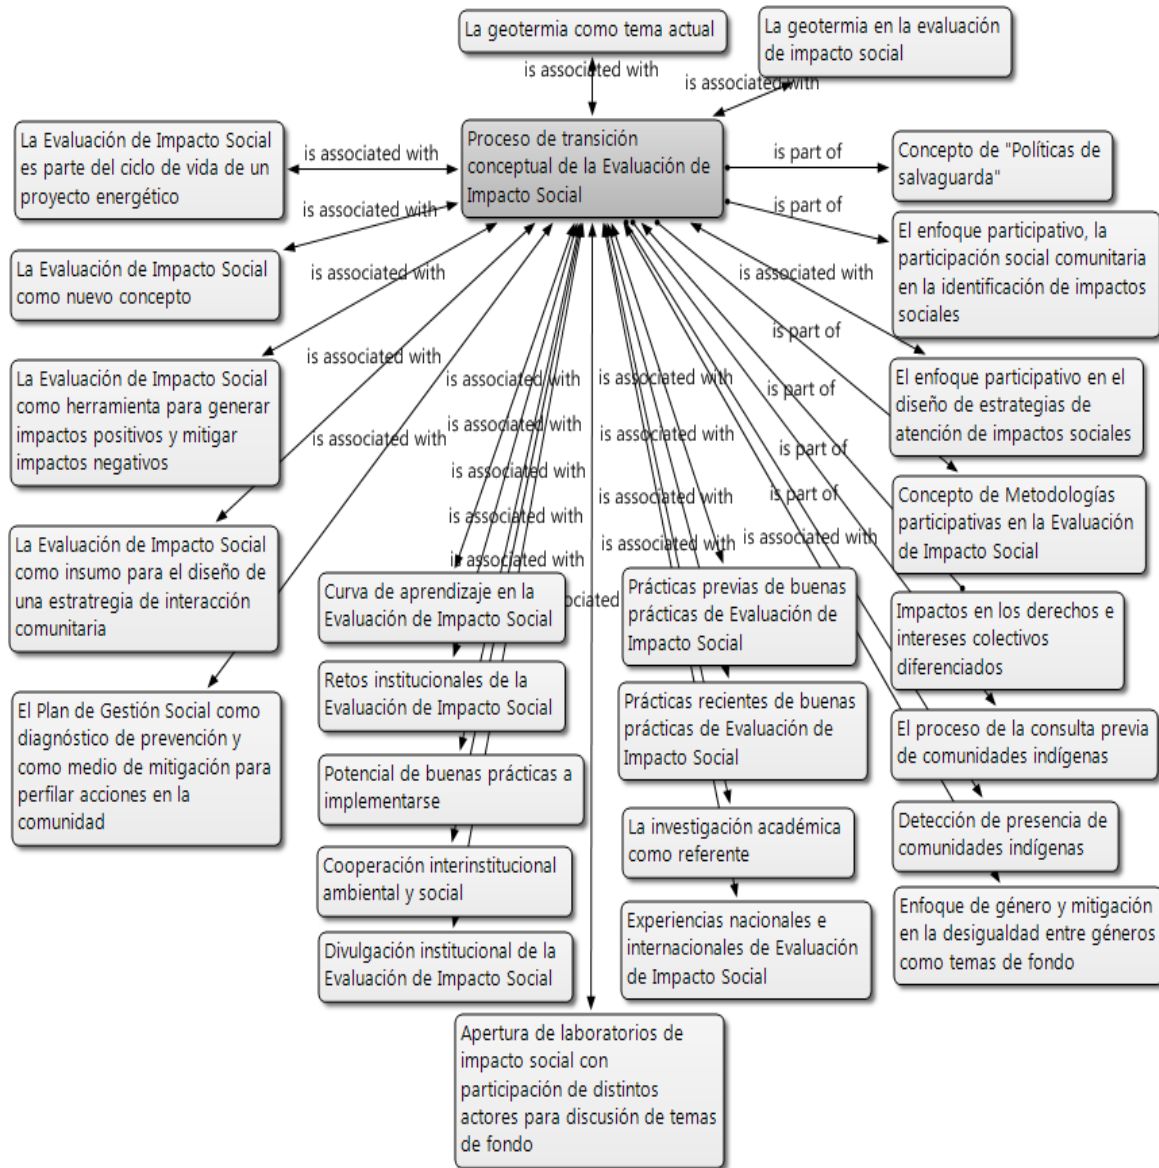 La geotermia como tema actual
La geotermia en la evaluación
de impacto social
is associated with
is associated with
Proceso de transición
conceptual de la Evaluación de
Impacto Social
La Evaluación de Impacto Social
es parte del ciclo de vida de un
proyecto energético
is associated with
is part of
Concepto de "Políticas de
salvaguarda"
is associated with
is part of
La Evaluación de Impacto Social
como nuevo concepto
El enfoque participativo, la
participación social comunitaria
en la identificación de impactos
sociales
is associated with
is associated with
La Evaluación de Impacto Social
como herramienta para generar
impactos positivos y mitigar
impactos negativos
is associated with
is associated with
is associated with
is part of
El enfoque participativo en el
diseño de estrategias de
atención de impactos sociales
is associated with
is associated with
is associated with
is part of
is associated with
is associated with
is part of
Concepto de Metodologías
participativas en la Evaluación
de Impacto Social
is associated with
is associated with
is associated with
is associated with
La Evaluación de Impacto Social
como insumo para el diseño de
una estratregia de interacción
comunitaria
Curva de aprendizaje en la
Evaluación de Impacto Social
ociated
Prácticas previas de buenas
prácticas de Evaluación de
Impacto Social
Impactos en los derechos e
intereses colectivos
diferenciados
Retos institucionales de la
Evaluación de Impacto Social
Prácticas recientes de buenas
prácticas de Evaluación de
Impacto Social
El proceso de la consulta previa
de comunidades indígenas
El Plan de Gestión Social como
diagnóstico de prevención y
como medio de mitigación para
perfilar acciones en la
comunidad
Potencial de buenas prácticas a
implementarse
La investigación académica
como referente
Detección de presencia de
comunidades indígenas
Cooperación interinstitucional
ambiental y social
Experiencias nacionales e
internacionales de Evaluación
de Impacto Social
Enfoque de género y mitigación
en la desigualdad entre géneros
como temas de fondo
Divulgación institucional de la
Evaluación de Impacto Social
Apertura de laboratorios de
impacto social con
participación de distintos
actores para discusión de temas
de fondo